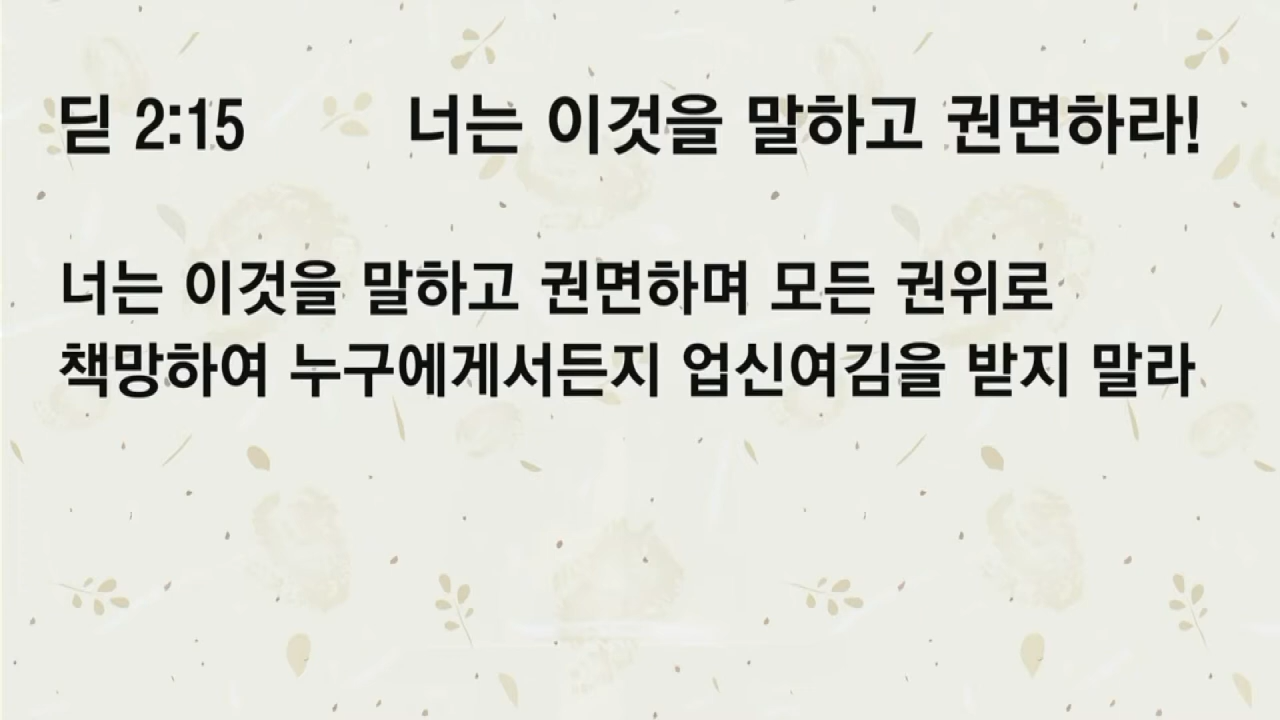 딛 2:15 너는 이것을 말하고 권면하라!
너는 이것을 말하고 권면하며 모든 권위로
책망하여 누구에게서든지 업신여김을 받지 말라